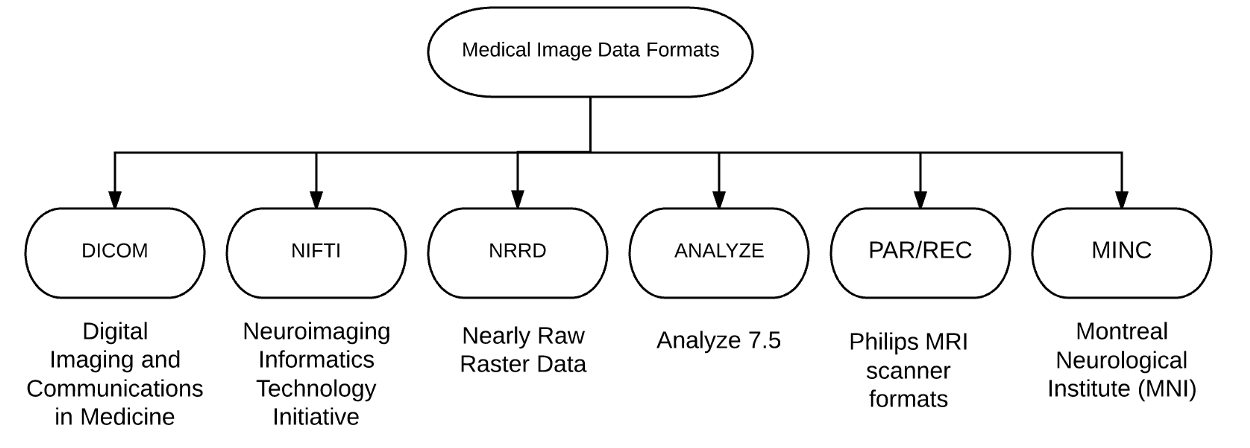 Medical Image Data Formats
DICOM
NIFTI
NRRD
ANALYZE
PAR/REC
MINC
Digital
Imaging and
Communications
in Medicine
Neuroimaging
Informatics
Technology
Initiative
Nearly Raw
Raster Data
Analyze 7.5
Philips MRI
scanner
formats
Montreal
Neurological
Institute (MNI)